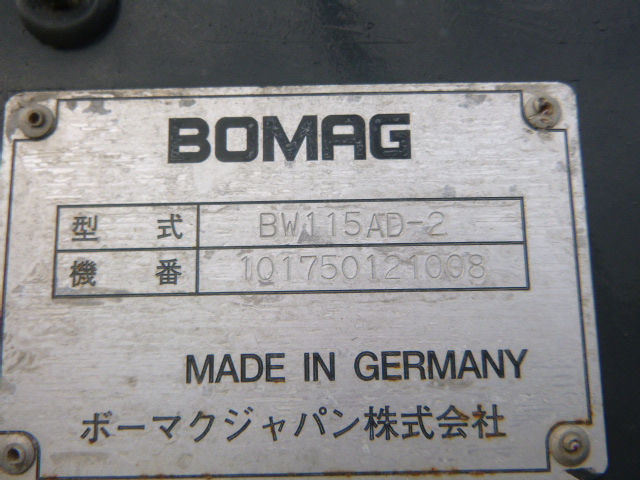 BOMAG
型式 BW115AD-2
機番 101750121008
MADE IN GERMANY
ボーマクジャパン株式会社